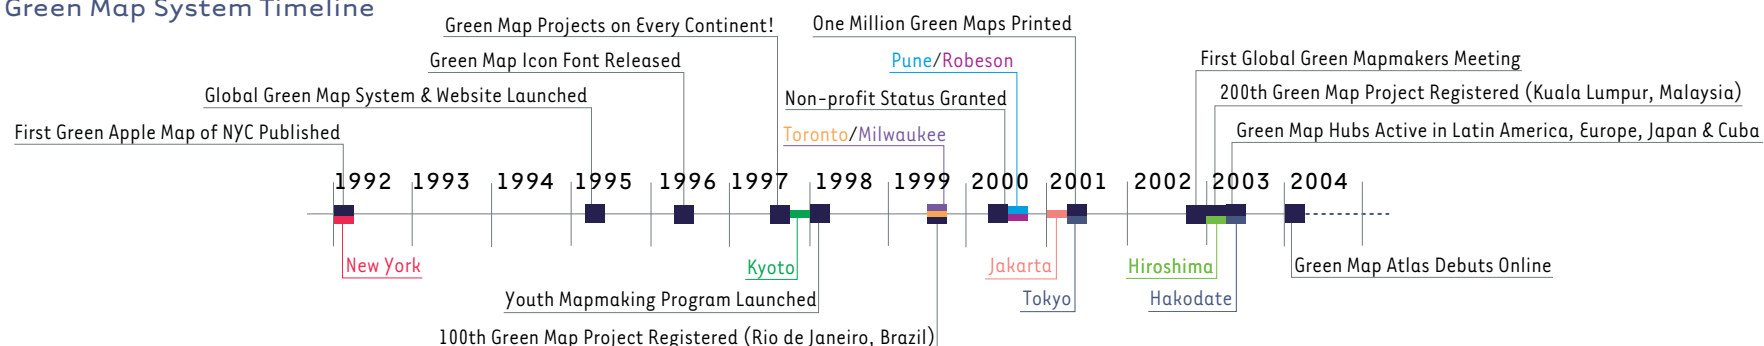 Green Map System Timeline
Green Map Projects on Every Continent!
One Million Green Maps Printed
Green Map Icon Font Released
Pune/Robeson
First Global Green Mapmakers Meeting
Global Green Map System & Website Launched
Non-profit Status Granted
200th Green Map Project Registered (Kuala Lumpur, Malaysia)
First Green Apple Map of NYC Published
Toronto/Milwaukee
Green Map Hubs Active in Latin America, Europe, Japan & Cuba
1992 1993 1994 1995 1996 1997 1998 1999 2000 2001 2002 2003 2004
New York
Kyoto
Jakarta
Hiroshima
Green Map Atlas Debuts Online
Youth Mapmaking Program Launched
Tokyo
Hakodate
100th Green Map Project Registered (Rio de Janeiro, Brazil)